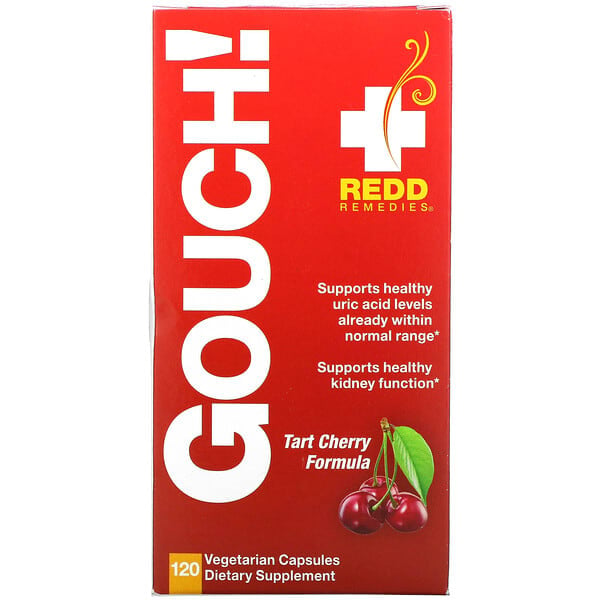 GOUCH!
REDD
REMEDIES®
Supports healthy
uric acid levels
already within
normal range*
Supports healthy
kidney function*
Tart Cherry
Formula
120 Vegetarian Capsules
Dietary Supplement